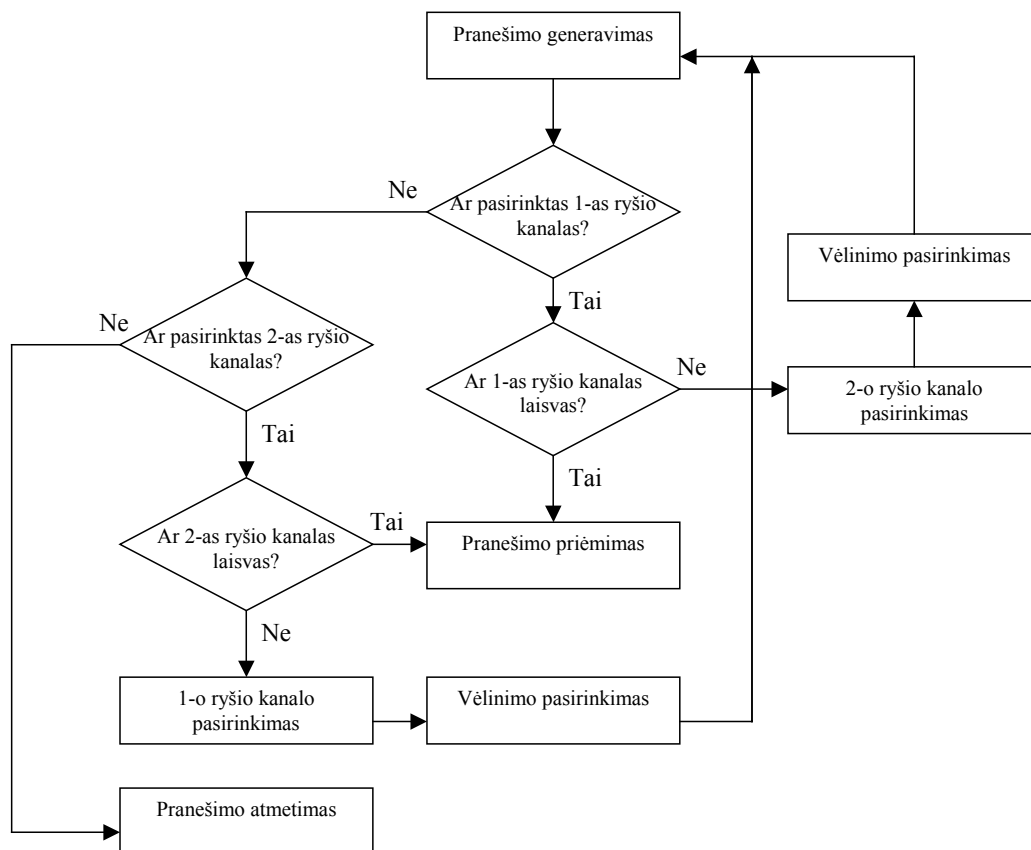 Pranešimo generavimas
Ne
Ar pasirinktas 1-as ryšio
kanalas?
Vėlinimo pasirinkimas
Tai
Ne
Ar pasirinktas 2-as ryšio
kanalas?
Ne
Ar 1-as ryšio kanalas
laisvas?
2-o ryšio kanalo
pasirinkimas
Tai
Tai
Ar 2-as ryšio kanalas
laisvas?
Tai
Pranešimo priėmimas
Ne
1-o ryšio kanalo
pasirinkimas
Vėlinimo pasirinkimas
Pranešimo atmetimas